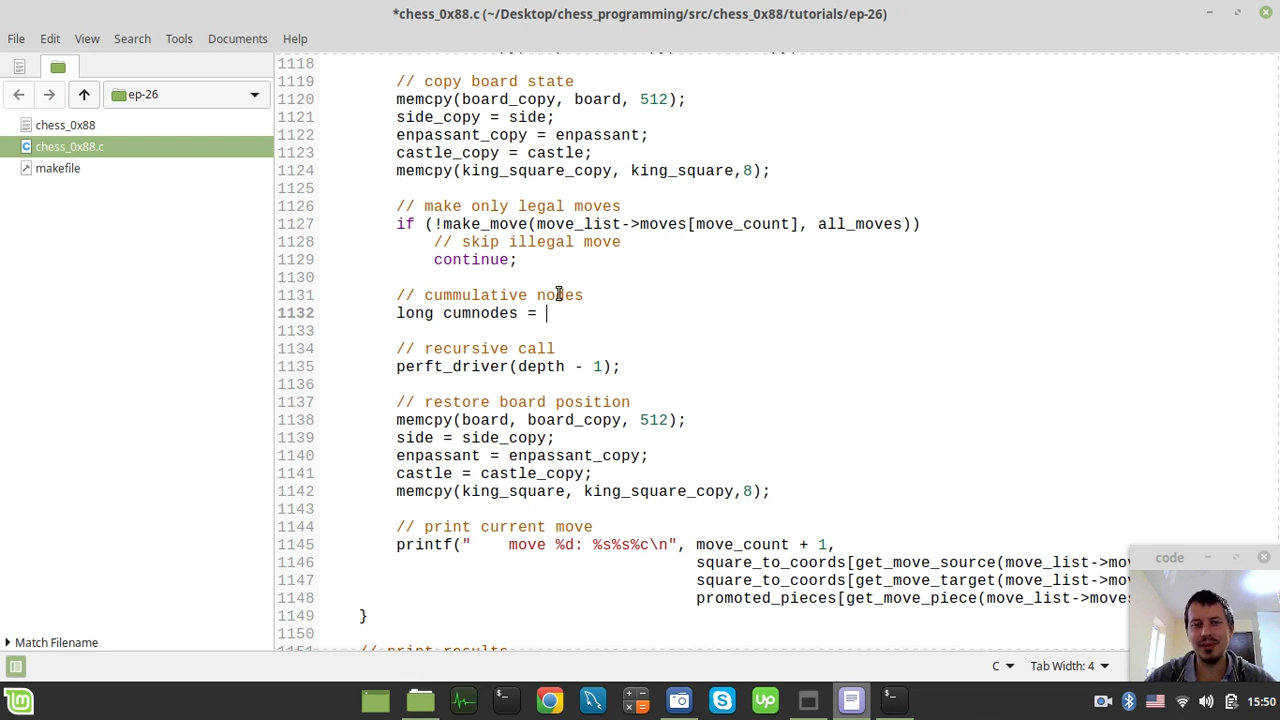 *chess_0x88.c (~/Desktop/chess_programming/src/chess_0x88/tutorials/ep-26)
File Edit View Search Tools Documents Help
ep-26
chess_0x88
chess_0x88.c
makefile
1118
1119 // copy board state
1120 memcpy(board_copy, board, 512);
1121 side_copy = side;
1122 enpassant_copy = enpassant;
1123 castle_copy = castle;
1124 memcpy(king_square_copy, king_square,8);
1125
1126 // make only legal moves
1127 if (!make_move(move_list->moves[move_count], all_moves))
1128 // skip illegal move
1129 continue;
1130
1131 // cummulative nodes
1132 long cumnodes =
1133
1134 // recursive call
1135 perft_driver(depth - 1);
1136
1137 // restore board position
1138 memcpy(board, board_copy, 512);
1139 side = side_copy;
1140 enpassant = enpassant_copy;
1141 castle = castle_copy;
1142 memcpy(king_square, king_square_copy,8);
1143
1144 // print current move
1145 printf("    move %d: %s%s%c\n", move_count + 1,
1146 square_to_coords[get_move_source(move_list->mov
1147 square_to_coords[get_move_target(move_list->mov
1148 promoted_pieces[get_move_piece(move_list->moves
1149 }
1150
1151 // print results
code
Match Filename
C Tab Width: 4
Up
15:50